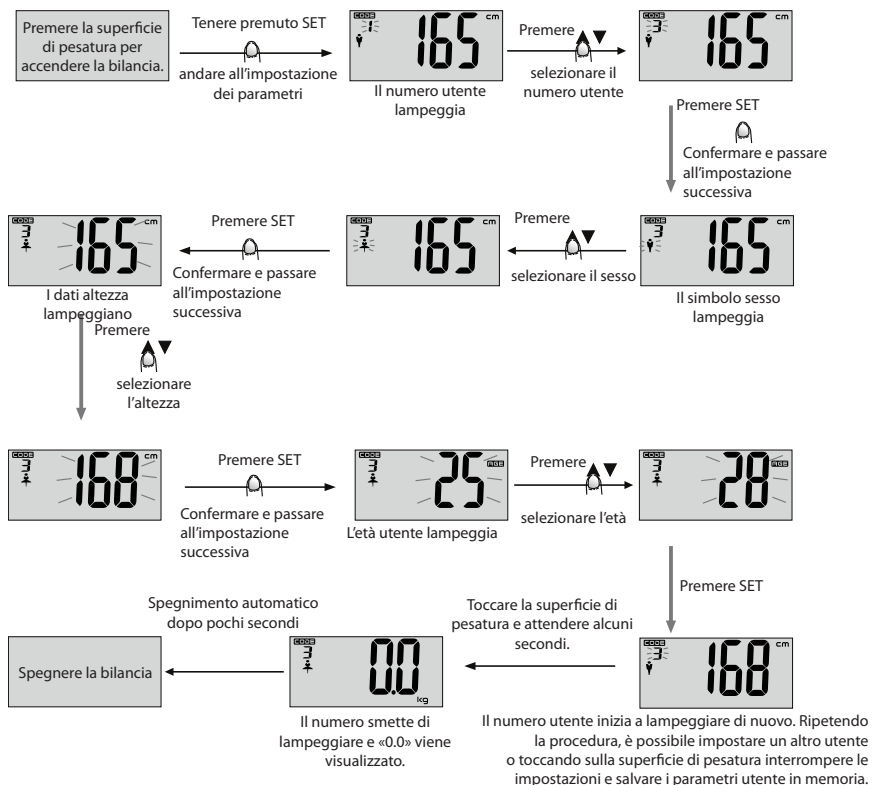 Premere la superficie
di pesatura per
accendere la bilancia.
Tenere premuto SET
andare all'impostazione
dei parametri
CODE
1
165 cm
Il numero utente
lampeggia
Premere ▲▼
selezionare il
numero utente
CODE
3
165 cm
Premere SET
Confermare e passare
all'impostazione
successiva
CODE
3
165 cm
Il simbolo sesso
lampeggia
Premere
▲▼
selezionare il sesso
CODE
3
165 cm
Premere SET
Confermare e passare
all'impostazione
successiva
CODE
3
165 cm
I dati altezza
lampeggiano
Premere
▲▼
selezionare
l'altezza
CODE
3
168 cm
Premere SET
Confermare e passare
all'impostazione
successiva
CODE
3
25 AGE
L'età utente lampeggia
Premere ▲▼
selezionare l'età
CODE
3
28 AGE
Premere SET
CODE
3
168 cm
Il numero utente inizia a lampeggiare di nuovo. Ripetendo
la procedura, è possibile impostare un altro utente
o toccando sulla superficie di pesatura interrompere le
impostazioni e salvare i parametri utente in memoria.
Toccare la superficie di
pesatura e attendere alcuni
secondi.
CODE
3
0.0 kg
Il numero smette di
lampeggiare e «0.0» viene
visualizzato.
Spegnimento automatico
dopo pochi secondi
Spegnere la bilancia